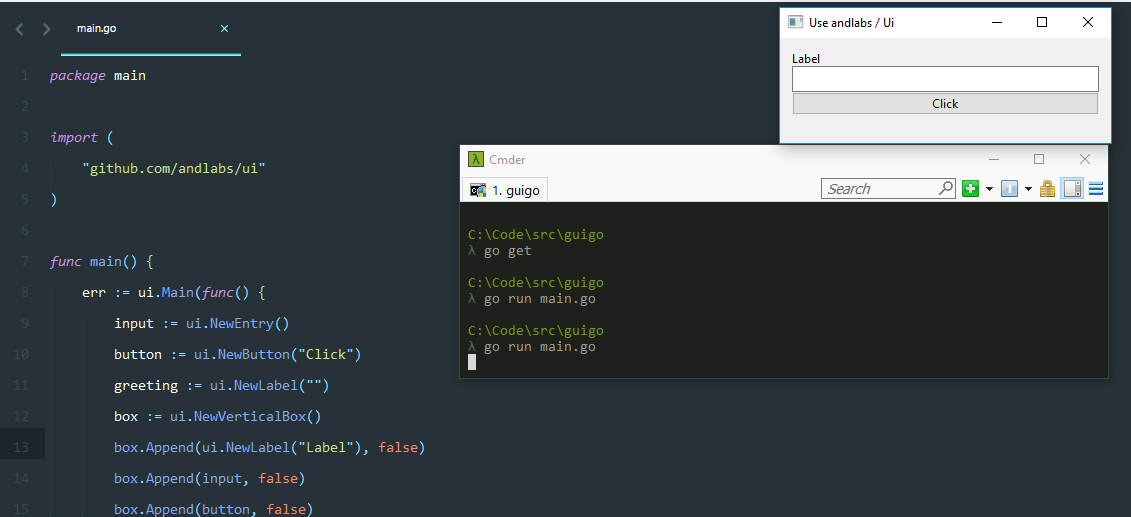 main.go
1 package main
2
3 import (
4 "github.com/andlabs/ui"
5 )
6
7 func main() {
8 err := ui.Main(func() {
9 input := ui.NewEntry()
10 button := ui.NewButton("Click")
11 greeting := ui.NewLabel("")
12 box := ui.NewVerticalBox()
13 box.Append(ui.NewLabel("Label"), false)
14 box.Append(input, false)
15 box.Append(button, false)
Use andlabs / Ui
Label
Click
λ Cmder
1. guigo
Search
1
C:\Code\src\guigo
λ go get
C:\Code\src\guigo
λ go run main.go
C:\Code\src\guigo
λ go run main.go